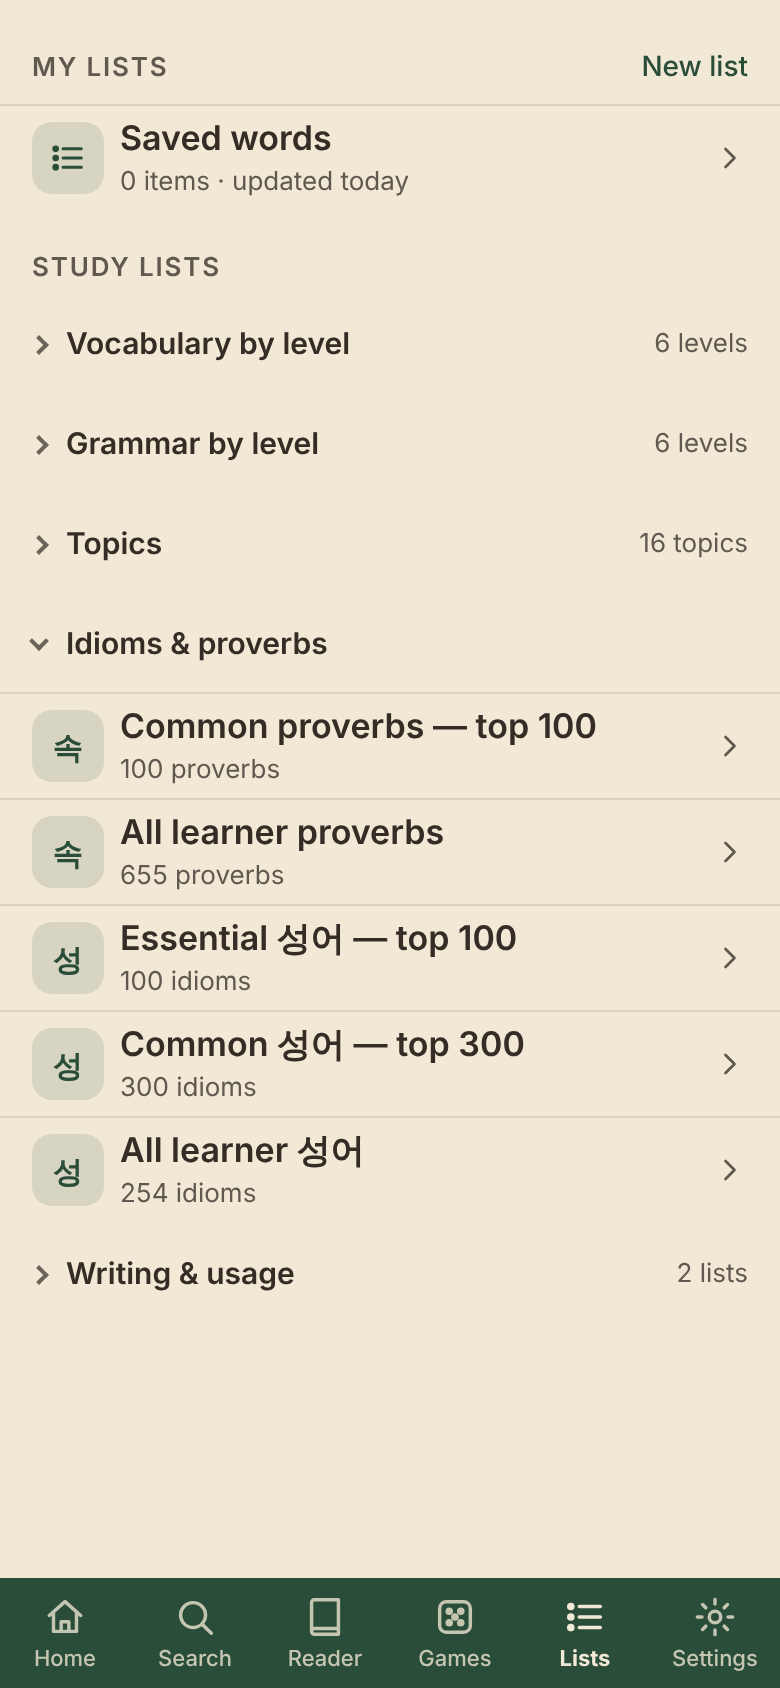 MY LISTS
New list
Saved words
0 items · updated today
STUDY LISTS
Vocabulary by level
6 levels
Grammar by level
6 levels
Topics
16 topics
Idioms & proverbs
속
Common proverbs — top 100
100 proverbs
속
All learner proverbs
655 proverbs
성
Essential 성어 — top 100
100 idioms
성
Common 성어 — top 300
300 idioms
성
All learner 성어
254 idioms
Writing & usage
2 lists
Home
Search
Reader
Games
Lists
Settings